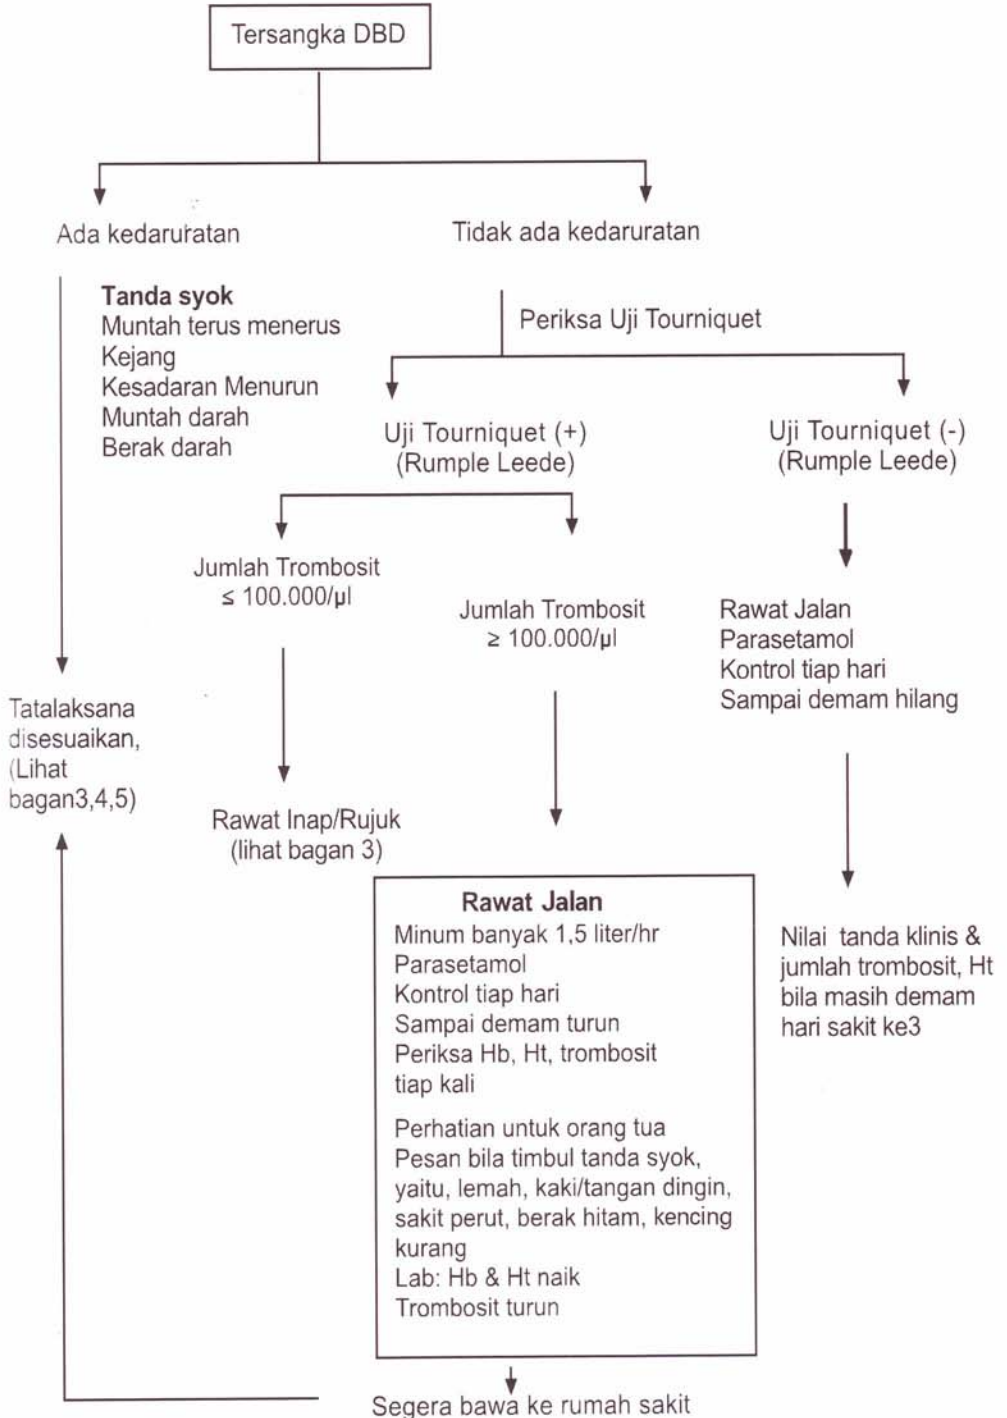 Tersangka DBD
Ada kedaruratan
Tidak ada kedaruratan
Tanda syok
Muntah terus menerus
Kejang
Kesadaran Menurun
Muntah darah
Berak darah
Periksa Uji Tourniquet
Uji Tourniquet (+)
(Rumple Leede)
Uji Tourniquet (-)
(Rumple Leede)
Jumlah Trombosit
≤ 100.000/µl
Jumlah Trombosit
≥ 100.000/µl
Rawat Jalan
Parasetamol
Kontrol tiap hari
Sampai demam hilang
Tatalaksana
disesuaikan,
(Lihat
bagan3,4,5)
Rawat Inap/Rujuk
(lihat bagan 3)
Rawat Jalan
Minum banyak 1,5 liter/hr
Parasetamol
Kontrol tiap hari
Sampai demam turun
Periksa Hb, Ht, trombosit
tiap kali
Perhatian untuk orang tua
Pesan bila timbul tanda syok,
yaitu, lemah, kaki/tangan dingin,
sakit perut, berak hitam, kencing
kurang
Lab: Hb & Ht naik
Trombosit turun
Nilai tanda klinis &
jumlah trombosit, Ht
bila masih demam
hari sakit ke3
Segera bawa ke rumah sakit